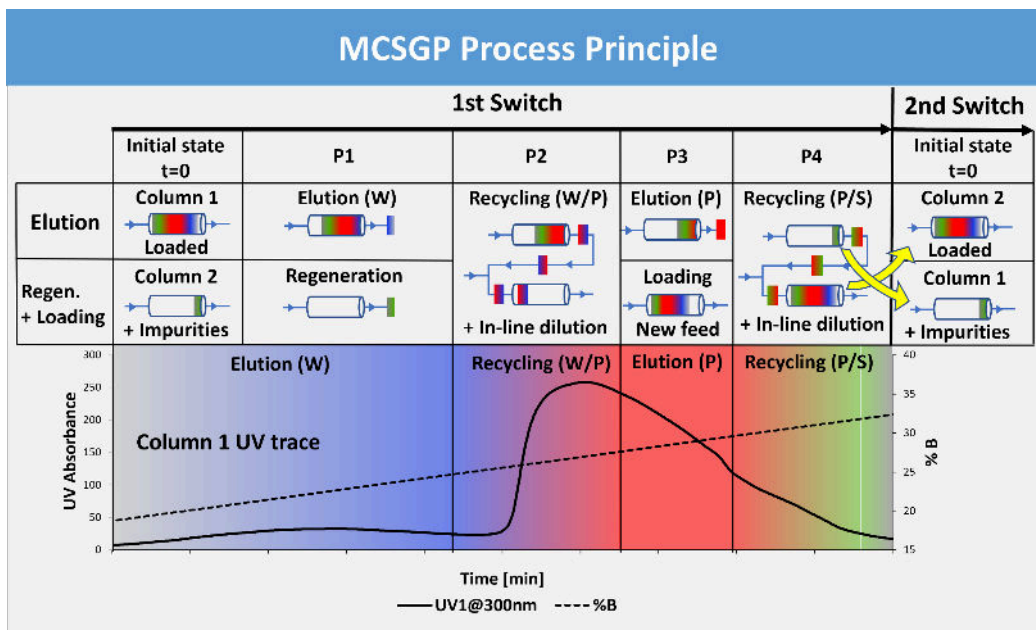 MCSGP Process Principle
1st Switch
2nd Switch
Initial state
t=0
P1
P2
P3
P4
Initial state
t=0
Elution
Column 1
Loaded
Elution (W)
Recycling (W/P)
Elution (P)
Recycling (P/S)
Column 2
Loaded
Regen.
+ Loading
Column 2
+ Impurities
Regeneration
+ In-line dilution
Loading
New feed
+ In-line dilution
Column 1
+ Impurities
Elution (W)
Recycling (W/P)
Elution (P)
Recycling (P/S)
Column 1 UV trace
UV Absorbance
300
250
200
150
100
50
0
40
35
30
25
20
15
% B
Time [min]
UV1@300nm
%B